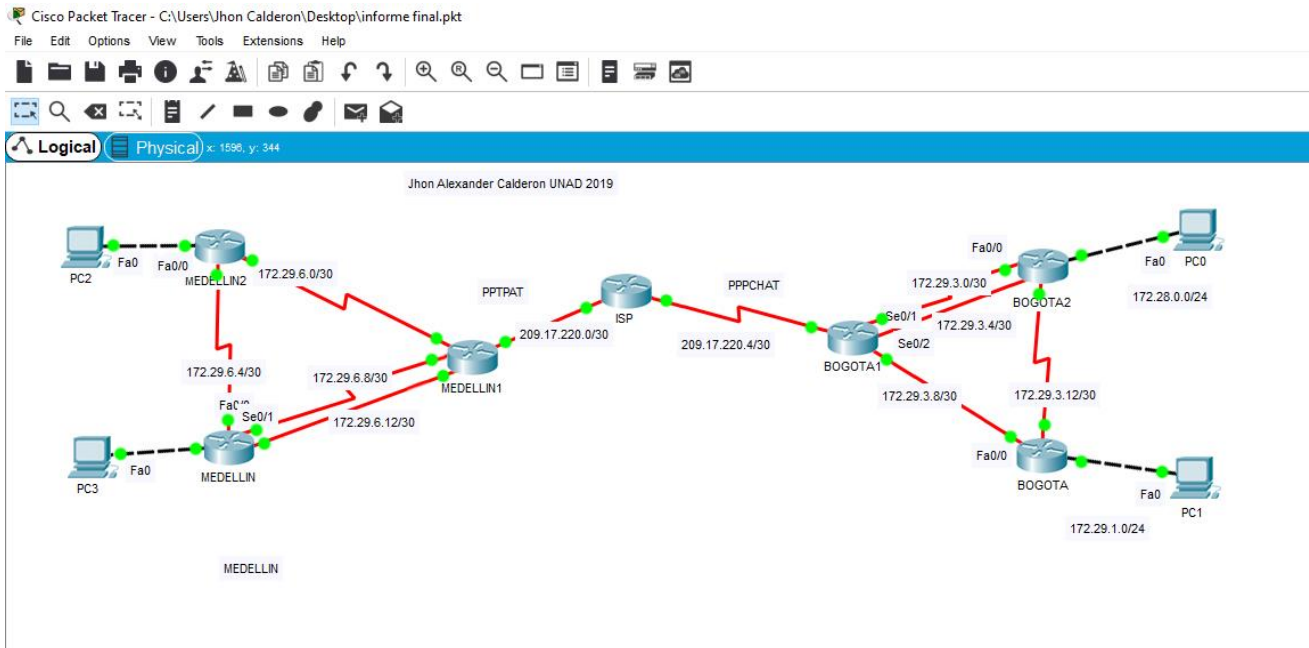 Cisco Packet Tracer - C:\Users\Jhon Calderon\Desktop\informe final.pkt
File Edit Options View Tools Extensions Help
Logical Physical x: 1596, y: 344
Jhon Alexander Calderon UNAD 2019
PC2
Fa0
Fa0/0
MEDELLIN2
172.29.6.0/30
PPTPAT
ISP
PPPCHAT
Fa0/0
BOGOTA2
Fa0
PC0
172.28.0.0/24
172.29.3.0/30
Se0/1
172.29.3.4/30
Se0/2
209.17.220.0/30
209.17.220.4/30
BOGOTA1
MEDELLIN1
172.29.6.4/30
172.29.6.8/30
172.29.3.8/30
172.29.3.12/30
Se0/1
172.29.6.12/30
Fa0
PC3
MEDELLIN
Fa0/0
BOGOTA
Fa0
PC1
172.29.1.0/24
MEDELLIN